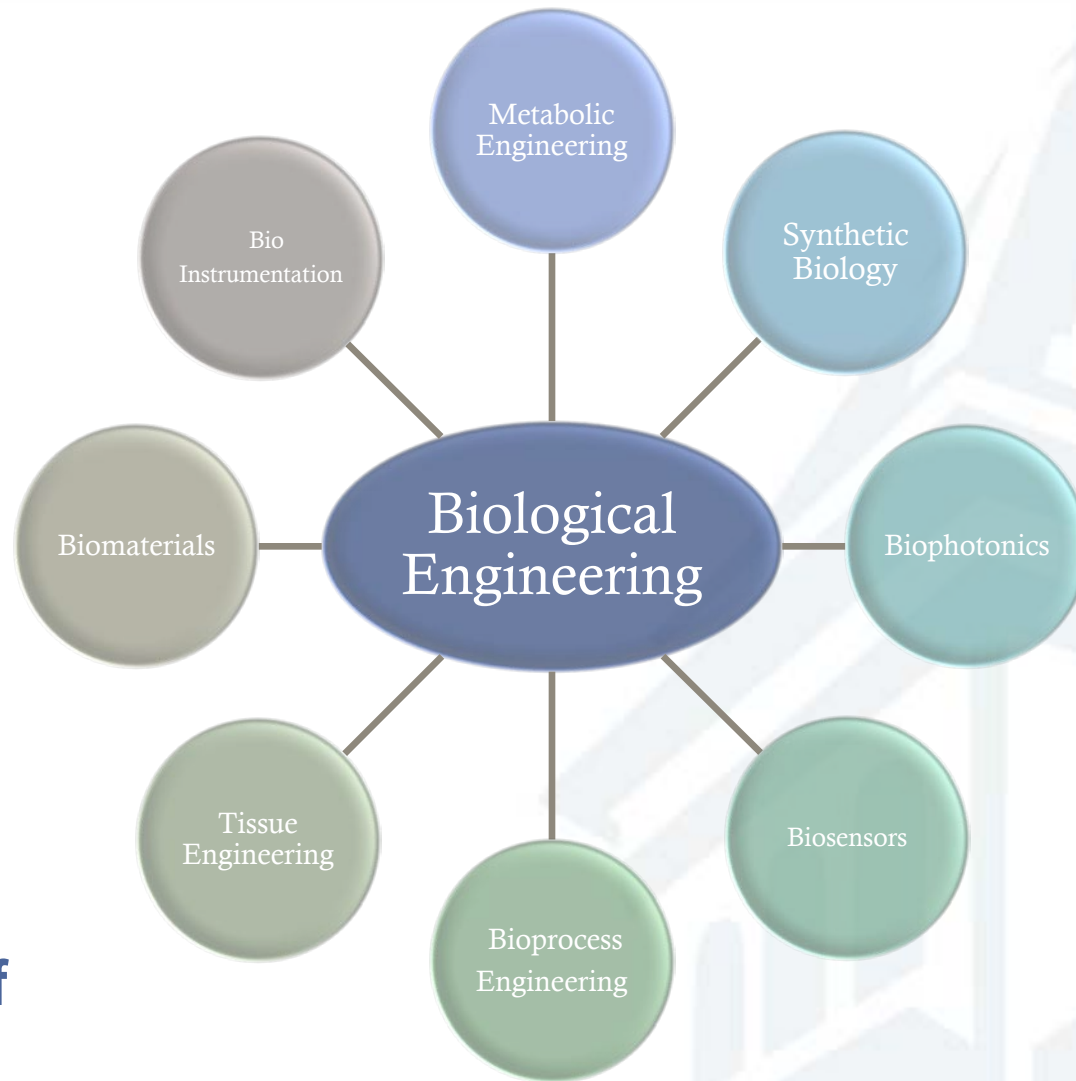 Metabolic
Engineering
Bio
Instrumentation
Synthetic
Biology
Biological
Engineering
Biomaterials
Biophotonics
Tissue
Engineering
Biosensors
Bioprocess
Engineering
f